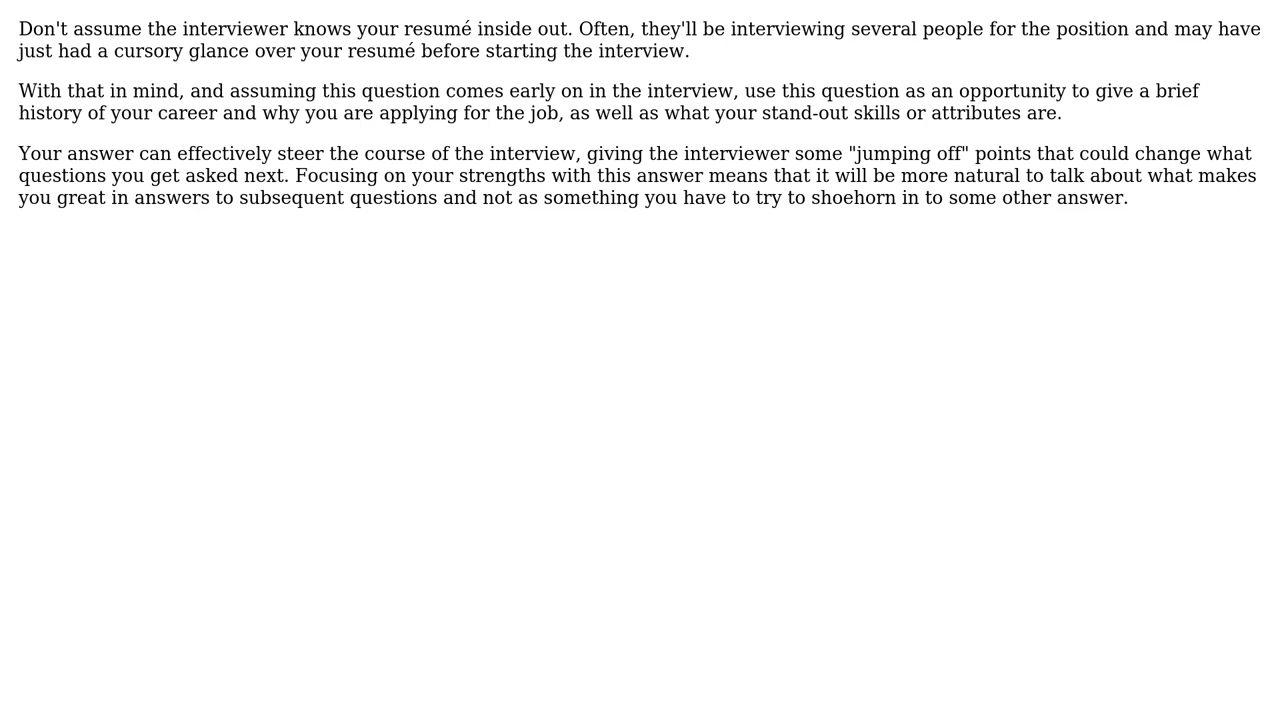 Don't assume the interviewer knows your resumé inside out. Often, they'll be interviewing several people for the position and may have
just had a cursory glance over your resumé before starting the interview.
With that in mind, and assuming this question comes early on in the interview, use this question as an opportunity to give a brief
history of your career and why you are applying for the job, as well as what your stand-out skills or attributes are.
Your answer can effectively steer the course of the interview, giving the interviewer some "jumping off" points that could change what
questions you get asked next. Focusing on your strengths with this answer means that it will be more natural to talk about what makes
you great in answers to subsequent questions and not as something you have to try to shoehorn in to some other answer.